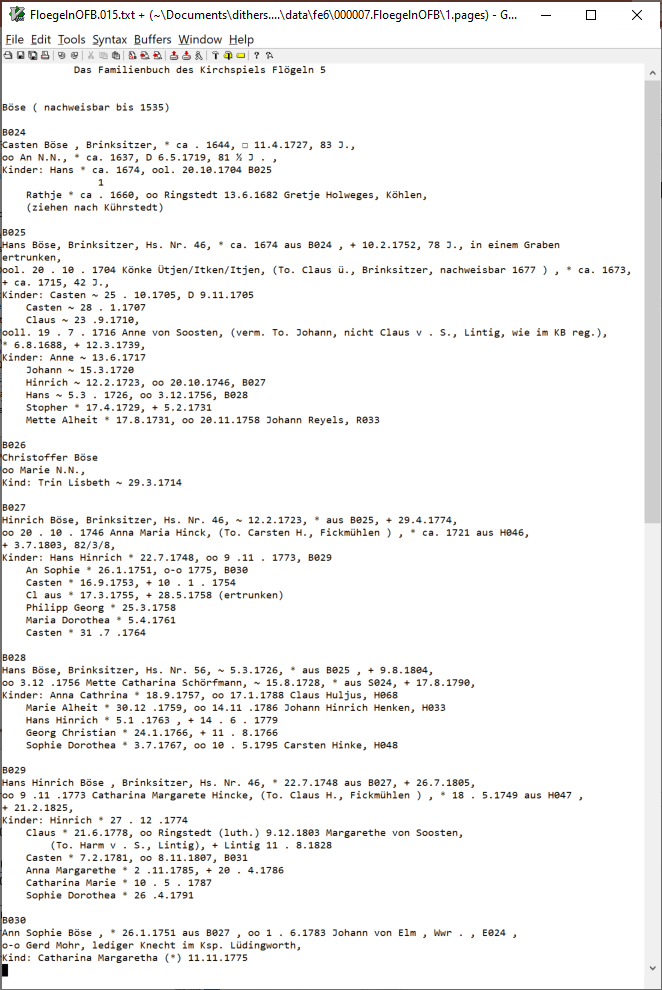 FloegelnOFB.015.txt + (~\Documents\dithers....\data\fe6\000007.FloegelnOFB\1.pages) - G...
File Edit Tools Syntax Buffers Window Help
Das Familienbuch des Kirchspiels Flögeln 5
Böse ( nachweisbar bis 1535)
B024
Casten Böse , Brinksitzer, * ca . 1644, □ 11.4.1727, 83 J.,
oo An N.N., * ca. 1637, D 6.5.1719, 81 ½ J . ,
Kinder: Hans * ca. 1674, ool. 20.10.1704 B025
1
Rathje * ca . 1660, oo Ringstedt 13.6.1682 Gretje Holweges, Köhlen,
(ziehen nach Kührstedt)
B025
Hans Böse, Brinksitzer, Hs. Nr. 46, * ca. 1674 aus B024 , + 10.2.1752, 78 J., in einem Graben
ertrunken,
ool. 20 . 10 . 1704 Könke Ütjen/Itken/Itjen, (To. Claus ü., Brinksitzer, nachweisbar 1677 ) , * ca. 1673,
+ ca. 1715, 42 J.,
Kinder: Casten ~ 25 . 10.1705, D 9.11.1705
Casten ~ 28 . 1.1707
Claus ~ 23 .9.1710,
ooll. 19 . 7 . 1716 Anne von Soosten, (verm. To. Johann, nicht Claus v . S., Lintig, wie im KB reg.),
* 6.8.1688, + 12.3.1739,
Kinder: Anne ~ 13.6.1717
Johann ~ 15.3.1720
Hinrich ~ 12.2.1723, oo 20.10.1746, B027
Hans ~ 5.3 . 1726, oo 3.12.1756, B028
Stopher * 17.4.1729, + 5.2.1731
Mette Alheit * 17.8.1731, oo 20.11.1758 Johann Reyels, R033
B026
Christoffer Böse
oo Marie N.N.,
Kind: Trin Lisbeth ~ 29.3.1714
B027
Hinrich Böse, Brinksitzer, Hs. Nr. 46, ~ 12.2.1723, * aus B025, + 29.4.1774,
oo 20 . 10 . 1746 Anna Maria Hinck, (To. Carsten H., Fickmühlen ) , * ca. 1721 aus H046,
+ 3.7.1803, 82/3/8,
Kinder: Hans Hinrich * 22.7.1748, oo 9 .11 . 1773, B029
An Sophie * 26.1.1751, o-o 1775, B030
Casten * 16.9.1753, + 10 . 1 . 1754
Cl aus * 17.3.1755, + 28.5.1758 (ertrunken)
Philipp Georg * 25.3.1758
Maria Dorothea * 5.4.1761
Casten * 31 .7 .1764
B028
Hans Böse, Brinksitzer, Hs. Nr. 56, ~ 5.3.1726, * aus B025 , + 9.8.1804,
oo 3.12 .1756 Mette Catharina Schörfmann, ~ 15.8.1728, * aus S024, + 17.8.1790,
Kinder: Anna Cathrina * 18.9.1757, oo 17.1.1788 Claus Huljus, H068
Marie Alheit * 30.12 .1759, oo 14.11 .1786 Johann Hinrich Henken, H033
Hans Hinrich * 5.1 .1763 , + 14 . 6 . 1779
Georg Christian * 24.1.1766, + 11 . 8.1766
Sophie Dorothea * 3.7.1767, oo 10 . 5.1795 Carsten Hinke, H048
B029
Hans Hinrich Böse , Brinksitzer, Hs. Nr. 46, * 22.7.1748 aus B027, + 26.7.1805,
oo 9 .11 .1773 Catharina Margarete Hincke, (To. Claus H., Fickmühlen ) , * 18 . 5.1749 aus H047 ,
+ 21.2.1825,
Kinder: Hinrich * 27 . 12 .1774
Claus * 21.6.1778, oo Ringstedt (luth.) 9.12.1803 Margarethe von Soosten,
(To. Harm v . S., Lintig), + Lintig 11 . 8.1828
Casten * 7.2.1781, oo 8.11.1807, B031
Anna Margarethe * 2 .11.1785, + 20 . 4.1786
Catharina Marie * 10 . 5 . 1787
Sophie Dorothea * 26 .4.1791
B030
Ann Sophie Böse , * 26.1.1751 aus B027 , oo 1 . 6.1783 Johann von Elm , Wwr . , E024 ,
o-o Gerd Mohr, lediger Knecht im Ksp. Lüdingworth,
Kind: Catharina Margaretha (*) 11.11.1775